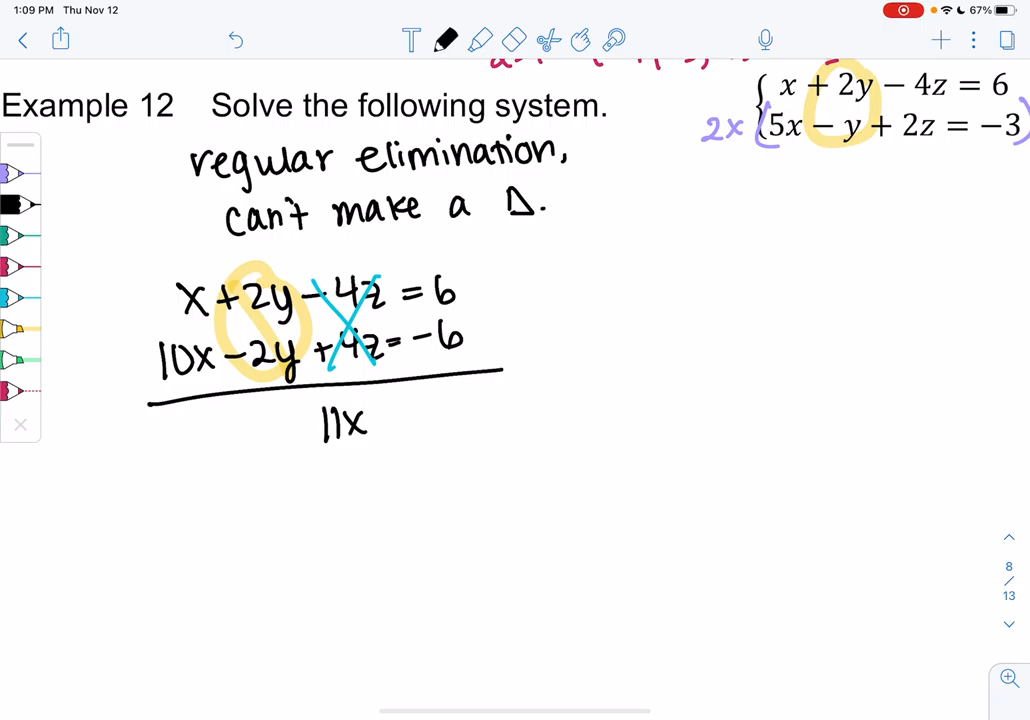 1:09 PM Thu Nov 12
67%
T
x + 2y − 4z = 6
Example 12 Solve the following system.
2x (5x − y + 2z = −3)
regular elimination,
can't make a Δ.
x + 2y − 4z = 6
10x − 2y + 4z = −6
11x
8
/
13